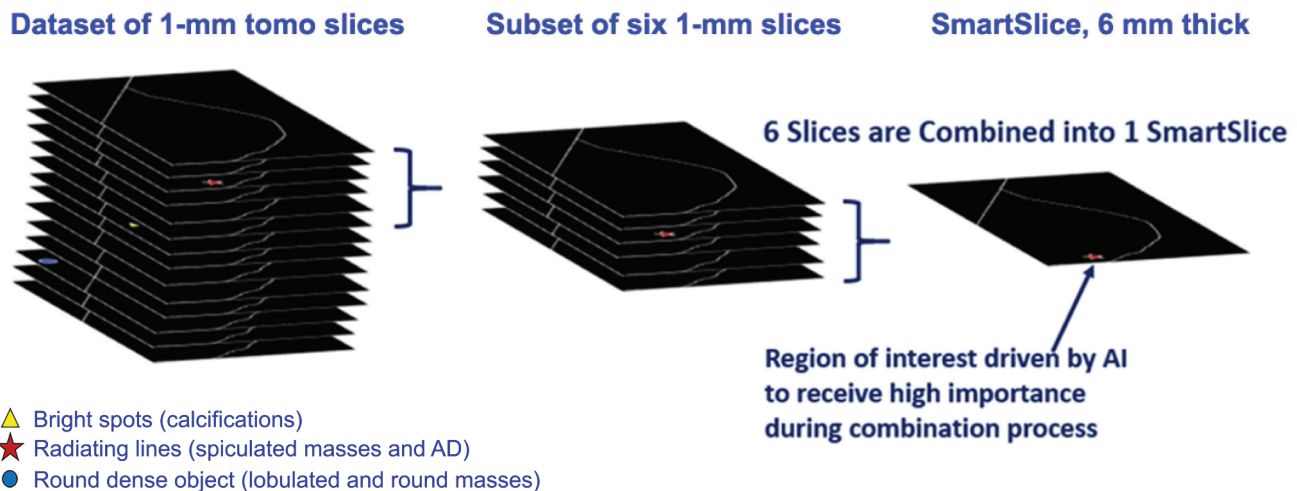 Dataset of 1-mm tomo slices
Subset of six 1-mm slices
SmartSlice, 6 mm thick
6 Slices are Combined into 1 SmartSlice
Region of interest driven by AI
to receive high importance
during combination process
Bright spots (calcifications)
Radiating lines (spiculated masses and AD)
Round dense object (lobulated and round masses)